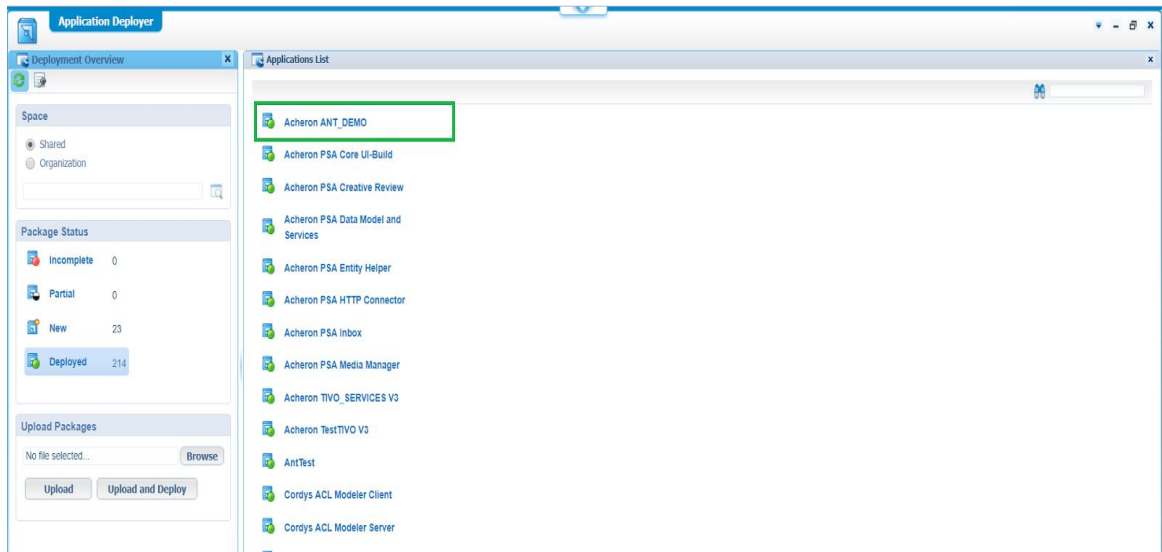 Application Deployer
Deployment Overview
Space
Shared
Organization
Package Status
Incomplete 0
Partial 0
New 23
Deployed 214
Upload Packages
No file selected... Browse
Upload Upload and Deploy
Applications List
Acheron ANT_DEMO
Acheron PSA Core UI-Build
Acheron PSA Creative Review
Acheron PSA Data Model and
Services
Acheron PSA Entity Helper
Acheron PSA HTTP Connector
Acheron PSA Inbox
Acheron PSA Media Manager
Acheron TIVO_SERVICES V3
Acheron TestTIVO V3
AntTest
Cordys ACL Modeler Client
Cordys ACL Modeler Server